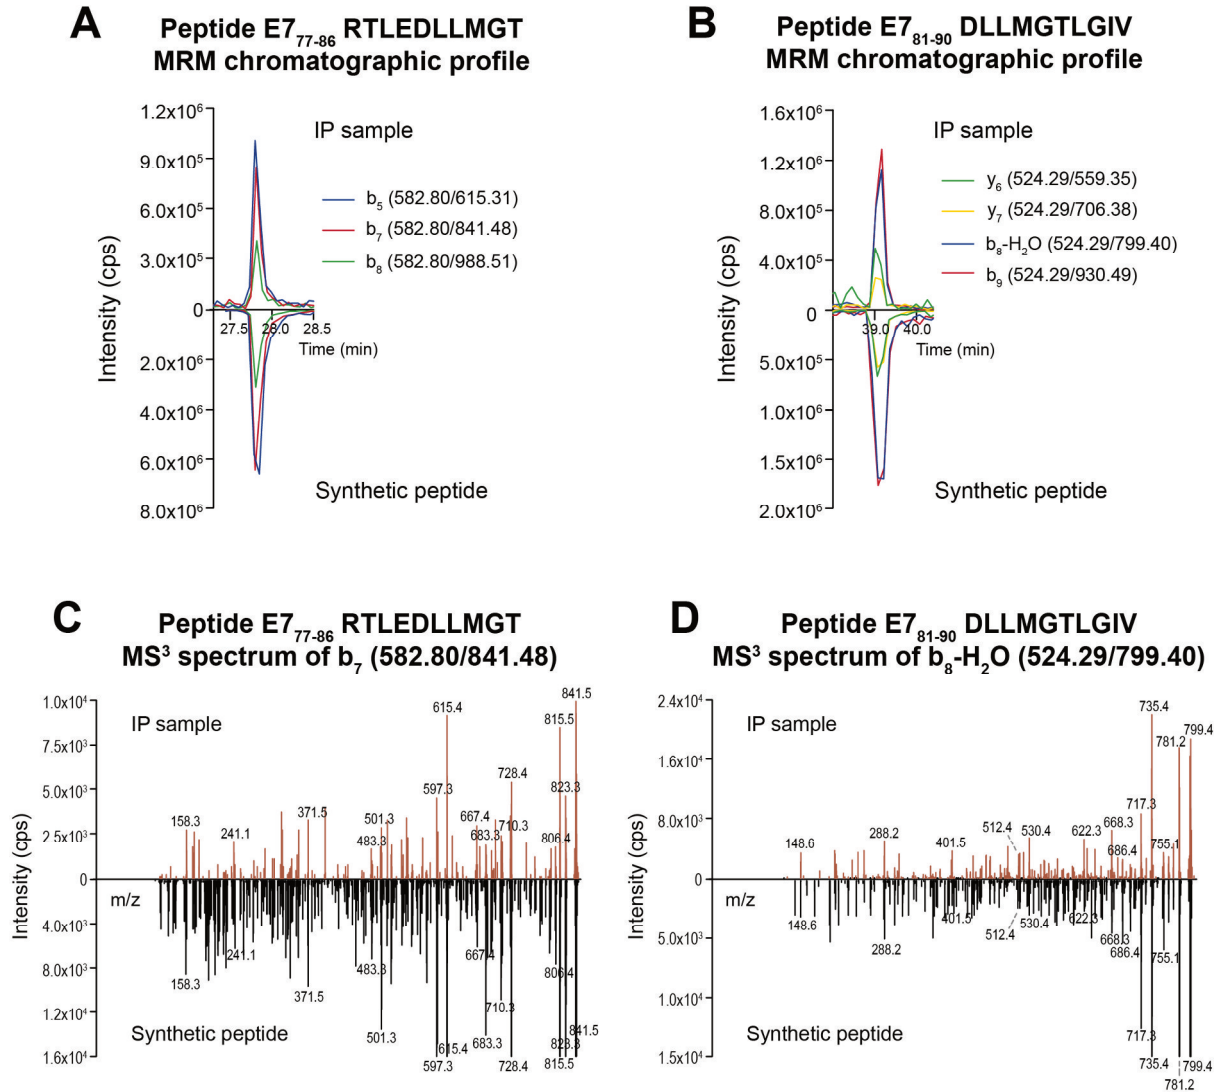 A
Peptide E7₇₇₋₈₆ RTLEDLLMGT
MRM chromatographic profile
1.2x10⁶
9.0x10⁵
6.0x10⁵
3.0x10⁵
0
2.0x10⁶
4.0x10⁶
6.0x10⁶
8.0x10⁶
Intensity (cps)
IP sample
b₅ (582.80/615.31)
b₇ (582.80/841.48)
b₈ (582.80/988.51)
27.5 28.0 28.5
Time (min)
Synthetic peptide
B
Peptide E7₈₁₋₉₀ DLLMGTLGIV
MRM chromatographic profile
1.6x10⁶
1.2x10⁶
8.0x10⁵
4.0x10⁵
0
5.0x10⁵
1.0x10⁶
1.5x10⁶
2.0x10⁶
Intensity (cps)
IP sample
y₆ (524.29/559.35)
y₇ (524.29/706.38)
b₈-H₂O (524.29/799.40)
b₉ (524.29/930.49)
39.0 40.0
Time (min)
Synthetic peptide
C
Peptide E7₇₇₋₈₆ RTLEDLLMGT
MS³ spectrum of b₇ (582.80/841.48)
1.0x10⁴
7.5x10³
5.0x10³
2.5x10³
0
4.0x10³
8.0x10³
1.2x10⁴
1.6x10⁴
Intensity (cps)
IP sample
m/z
158.3
241.1
371.5
483.3
501.3
597.3
615.4
667.4
683.3
710.3
728.4
806.4
815.5
823.3
841.5
158.3
241.1
371.5
483.3
501.3
597.3
615.4
667.4
683.3
710.3
728.4
806.4
815.5
823.3
841.5
Synthetic peptide
D
Peptide E7₈₁₋₉₀ DLLMGTLGIV
MS³ spectrum of b₈-H₂O (524.29/799.40)
2.4x10⁴
1.6x10⁴
8.0x10³
0
5.0x10³
1.0x10⁴
1.5x10⁴
Intensity (cps)
IP sample
m/z
148.6
288.2
401.5
512.4
530.4
622.3
668.3
686.4
717.3
735.4
755.1
781.2
799.4
148.6
288.2
401.5
512.4
530.4
622.3
668.3
686.4
717.3
735.4
755.1
781.2
799.4
Synthetic peptide